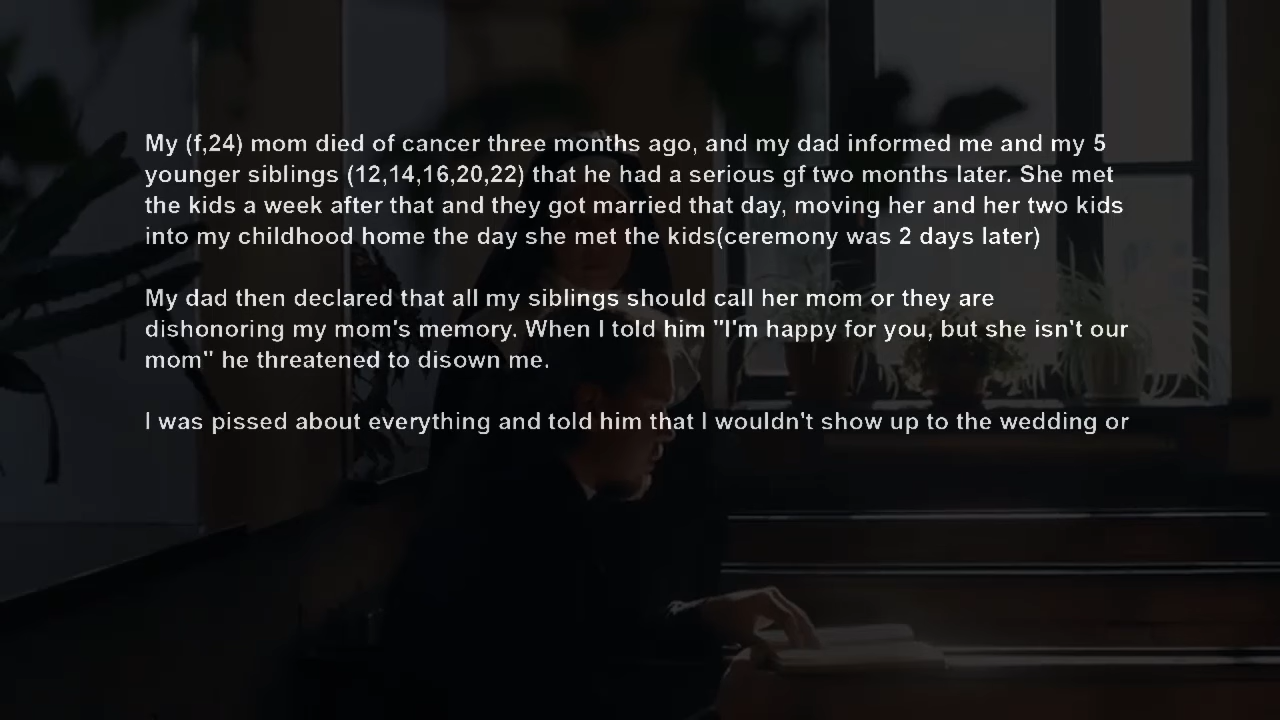 My (f,24) mom died of cancer three months ago, and my dad informed me and my 5
younger siblings (12,14,16,20,22) that he had a serious gf two months later. She met
the kids a week after that and they got married that day, moving her and her two kids
into my childhood home the day she met the kids(ceremony was 2 days later)
My dad then declared that all my siblings should call her mom or they are
dishonoring my mom's memory. When I told him "I'm happy for you, but she isn't our
mom" he threatened to disown me.
I was pissed about everything and told him that I wouldn't show up to the wedding or